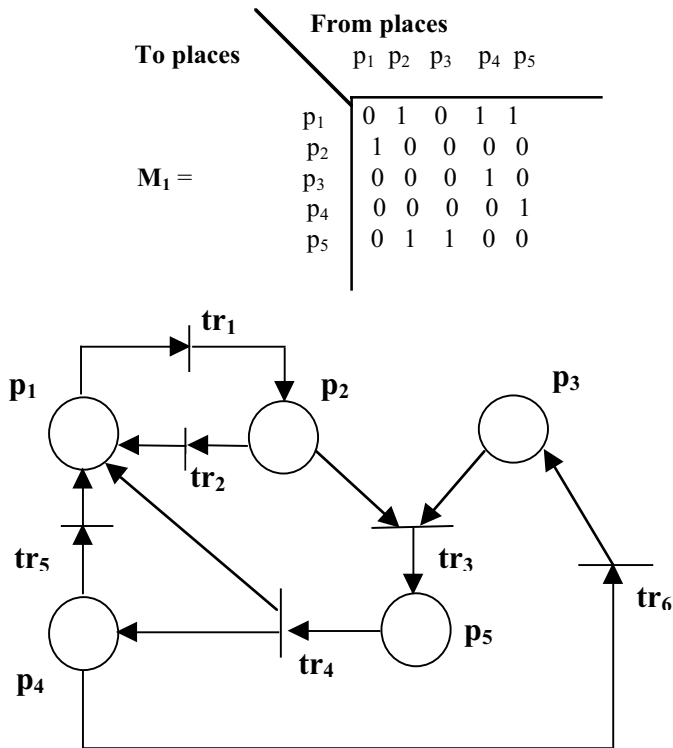 From places
To places
p₁ p₂ p₃ p₄ p₅
p₁ 0 1 0 1 1
p₂ 1 0 0 0 0
M₁ = p₃ 0 0 0 1 0
p₄ 0 0 0 0 1
p₅ 0 1 1 0 0
tr₁
p₁ p₂ p₃
tr₂
tr₅ tr₃
tr₆
p₅
tr₄
p₄